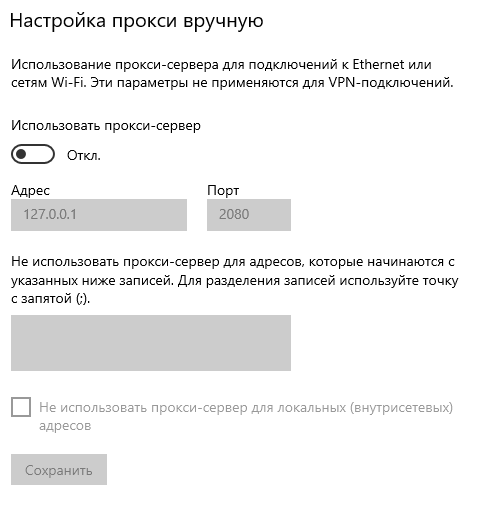 Настройка прокси вручную
Использование прокси-сервера для подключений к Ethernet или
сетям Wi-Fi. Эти параметры не применяются для VPN-подключений.
Использовать прокси-сервер
Откл.
Адрес Порт
127.0.0.1 2080
Не использовать прокси-сервер для адресов, которые начинаются с
указанных ниже записей. Для разделения записей используйте точку
с запятой (;).
Не использовать прокси-сервер для локальных (внутрисетевых)
адресов
Сохранить